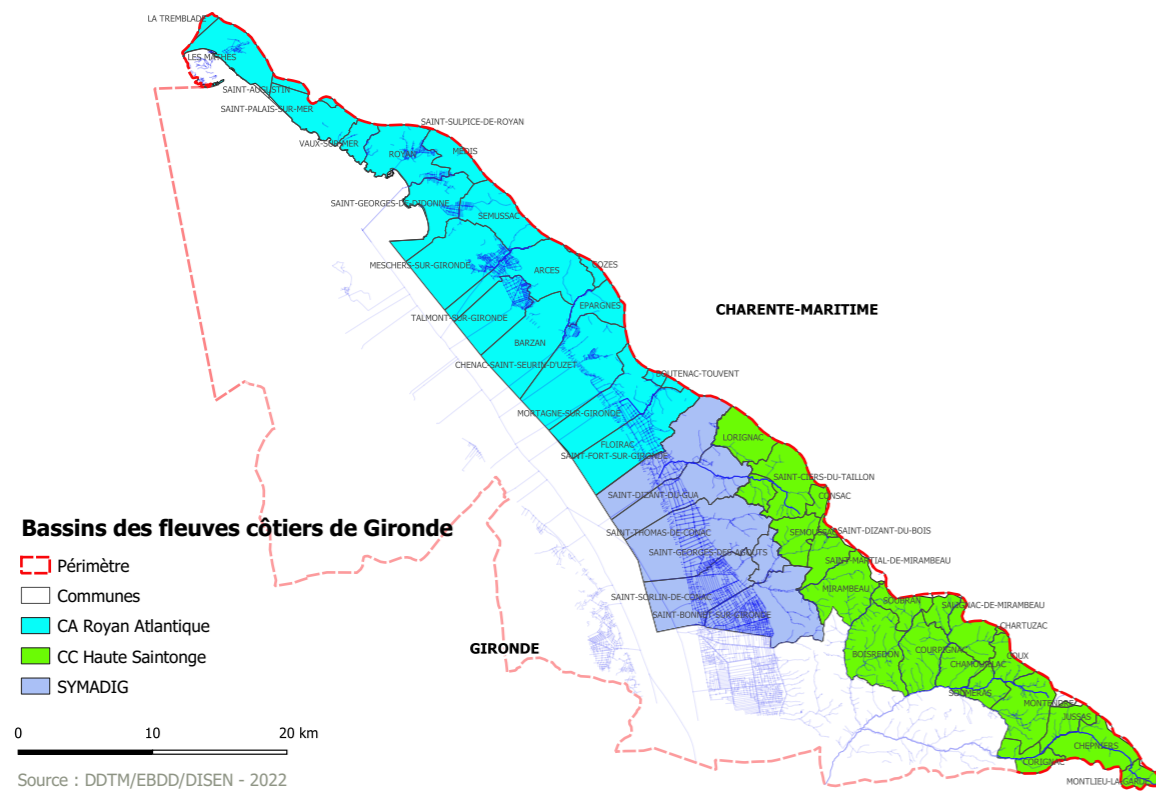 LA TREMBLADE
LES MATHES
SAINT-AUGUSTIN
SAINT-PALAIS-SUR-MER
SAINT-SULPICE-DE-ROYAN
VAUX-SUR-MER
ROYAN
MEDIS
SAINT-GEORGES-DE-DIDONNE
SEMUSSAC
MESCHERS-SUR-GIRONDE
ARCES
COZES
EPARGNES
CHARENTE-MARITIME
TALMONT-SUR-GIRONDE
BARZAN
CHENAC-SAINT-SEURIN-D'UZET
BOUTENAC-TOUVENT
MORTAGNE-SUR-GIRONDE
LORIGNAC
FLOIRAC
SAINT-FORT-SUR-GIRONDE
SAINT-CIERS-DU-TAILLON
SAINT-DIZANT-DU-GUA
CONSAC
Bassins des fleuves côtiers de Gironde
SAINT-THOMAS-DE-CONAC
SEMOUSSAC
SAINT-DIZANT-DU-BOIS
SAINT-GEORGES-DES-AGOUTS
SAINT-MARTIAL-DE-MIRAMBEAU
Périmètre
MIRAMBEAU
Communes
SAINT-SORLIN-DE-CONAC
SOUBRAN
SALIGNAC-DE-MIRAMBEAU
SAINT-BONNET-SUR-GIRONDE
CA Royan Atlantique
CHARTUZAC
GIRONDE
BOISREDON
COURPIGNAC
COUX
CC Haute Saintonge
CHAMOUILLAC
SYMADIG
SOUMERAS
MONTENDRE
JUSSAS
0 10 20 km
CHEPNIERS
CORIGNAC
Source : DDTM/EBDD/DISEN - 2022
MONTLIEU-LA-GARDE